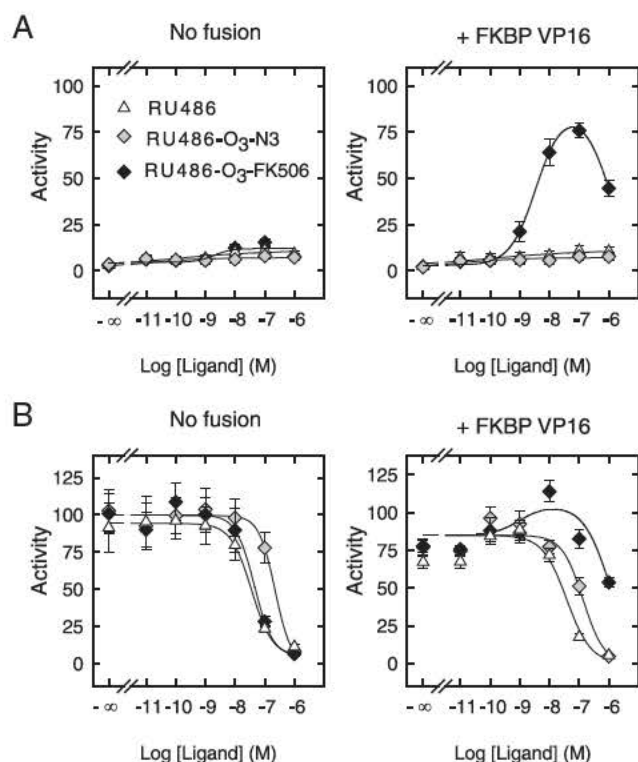 A
No fusion
+ FKBP VP16
100
75
50
25
0
Activity
RU486
RU486-O3-N3
RU486-O3-FK506
- ∞ -11 -10 -9 -8 -7 -6
Log [Ligand] (M)
100
75
50
25
0
Activity
- ∞ -11 -10 -9 -8 -7 -6
Log [Ligand] (M)
B
No fusion
+ FKBP VP16
125
100
75
50
25
0
Activity
- ∞ -11 -10 -9 -8 -7 -6
Log [Ligand] (M)
125
100
75
50
25
0
Activity
- ∞ -11 -10 -9 -8 -7 -6
Log [Ligand] (M)